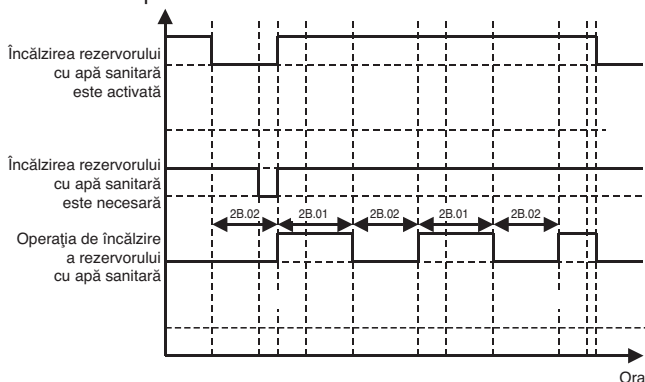 Încălzirea rezervorului
cu apă sanitară
este activată
Încălzirea rezervorului
cu apă sanitară
este necesară
2B.02 2B.01 2B.02 2B.01 2B.02
Operaţia de încălzire
a rezervorului
cu apă sanitară
Ora